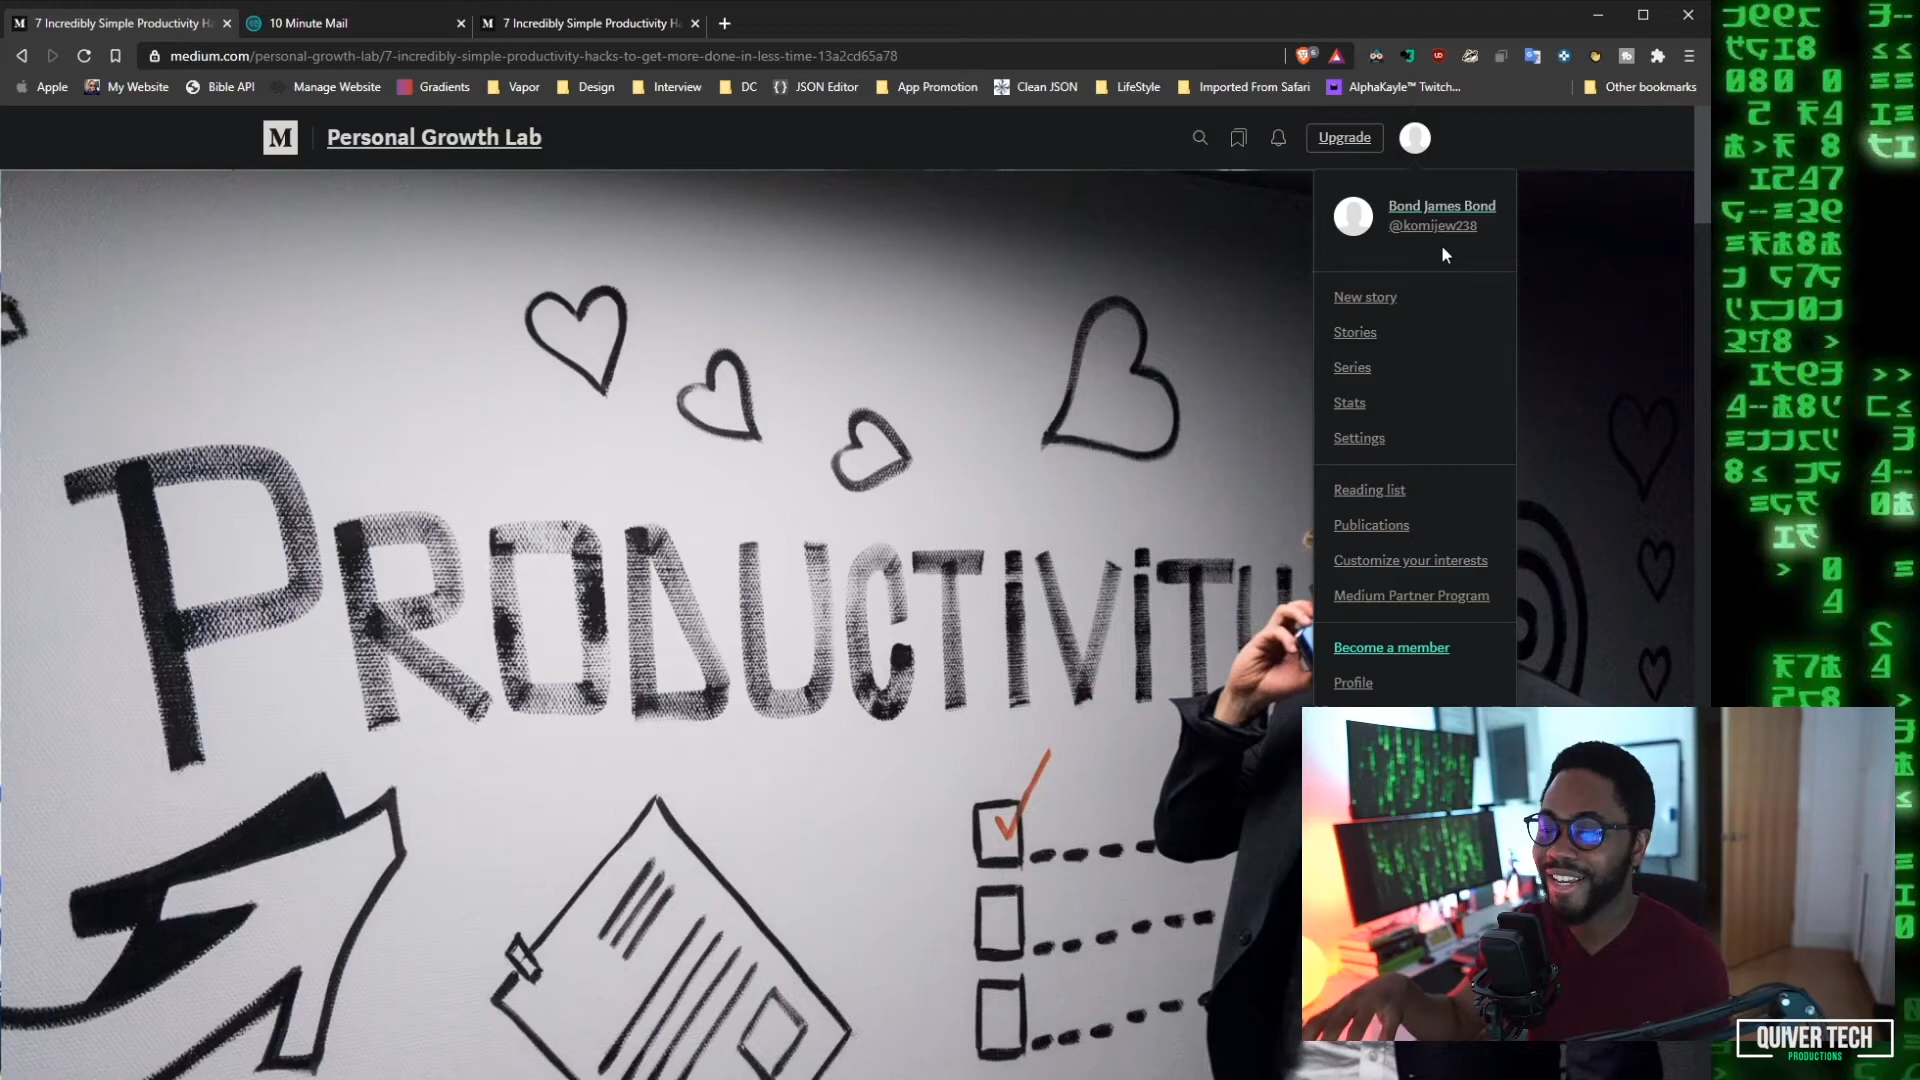 7 Incredibly Simple Productivity Ha
10 Minute Mail
7 Incredibly Simple Productivity Ha
medium.com/personal-growth-lab/7-incredibly-simple-productivity-hacks-to-get-more-done-in-less-time-13a2cd65a78
Apple
My Website
Bible API
Manage Website
Gradients
Vapor
Design
Interview
DC
JSON Editor
App Promotion
Clean JSON
LifeStyle
Imported From Safari
AlphaKayle™ Twitch...
Other bookmarks
M
Personal Growth Lab
Upgrade
Bond James Bond
@komijew238
New story
Stories
Series
Stats
Settings
Reading list
Publications
Customize your interests
Medium Partner Program
Become a member
Profile
PRODUCTIVITY
QUIVER TECH
PRODUCTIONS